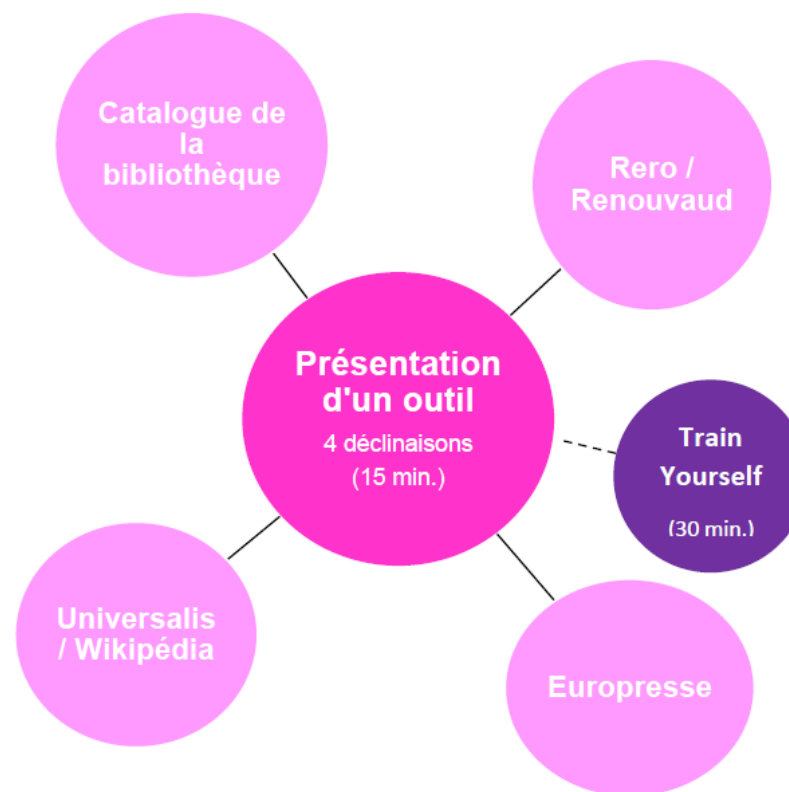 Catalogue de
la
bibliothèque
Rero /
Renouvaud
Présentation
d'un outil
4 déclinaisons
(15 min.)
Train
Yourself
(30 min.)
Universalis
/ Wikipédia
Europresse